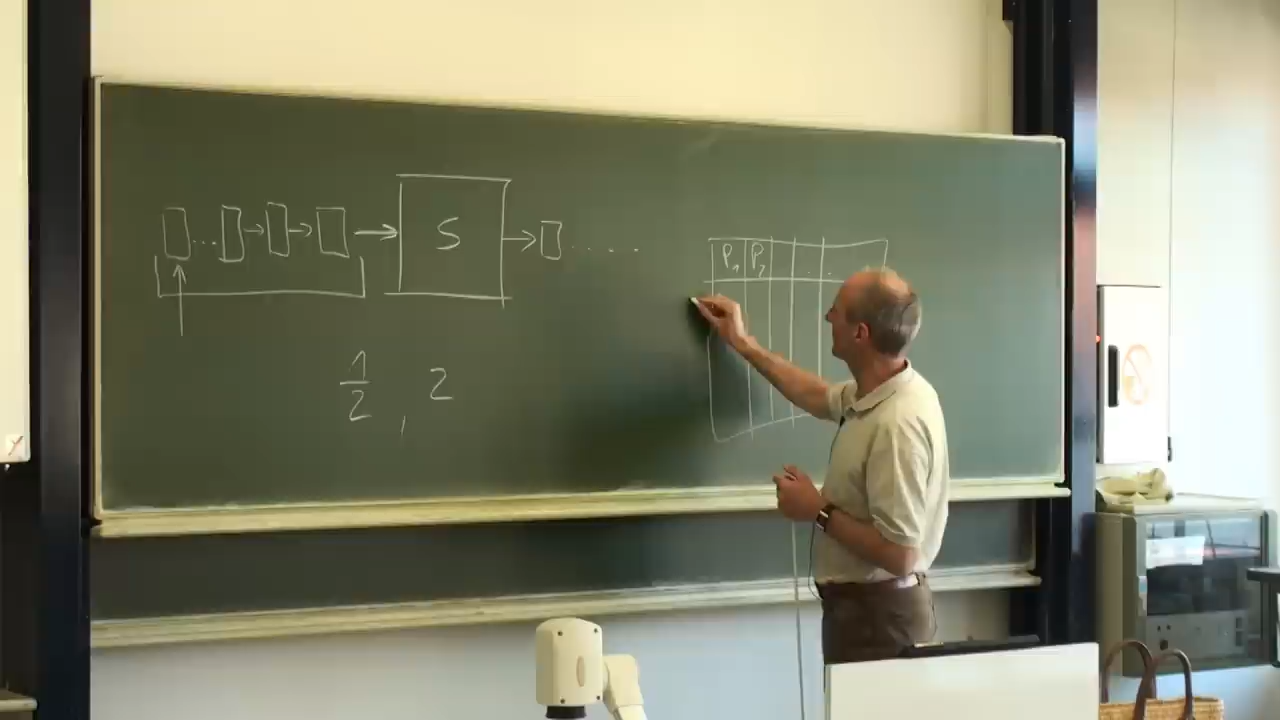 S
P₁ P₂ . .
1/2 , 2